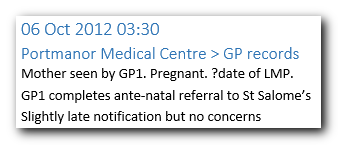 06 Oct 2012 03:30
Portmanor Medical Centre > GP records
Mother seen by GP1. Pregnant. ?date of LMP.
GP1 completes ante-natal referral to St Salome's
Slightly late notification but no concerns